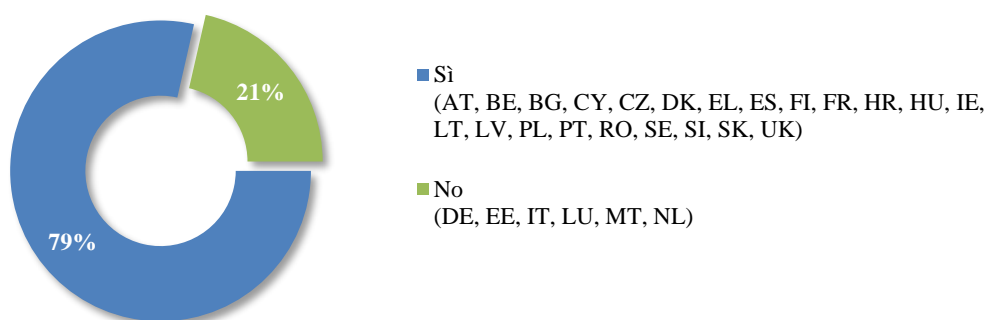 21%
79%
Sì
(AT, BE, BG, CY, CZ, DK, EL, ES, FI, FR, HR, HU, IE,
LT, LV, PL, PT, RO, SE, SI, SK, UK)
No
(DE, EE, IT, LU, MT, NL)